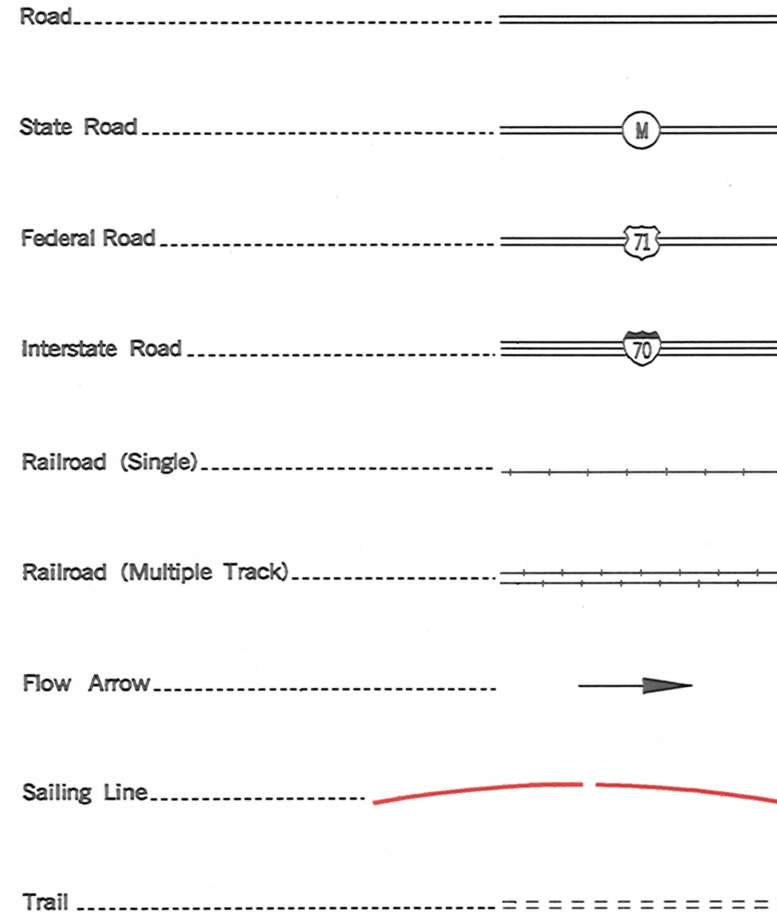 Road
State Road M
Federal Road 71
Interstate Road 70
Railroad (Single)
Railroad (Multiple Track)
Flow Arrow
Sailing Line
Trail